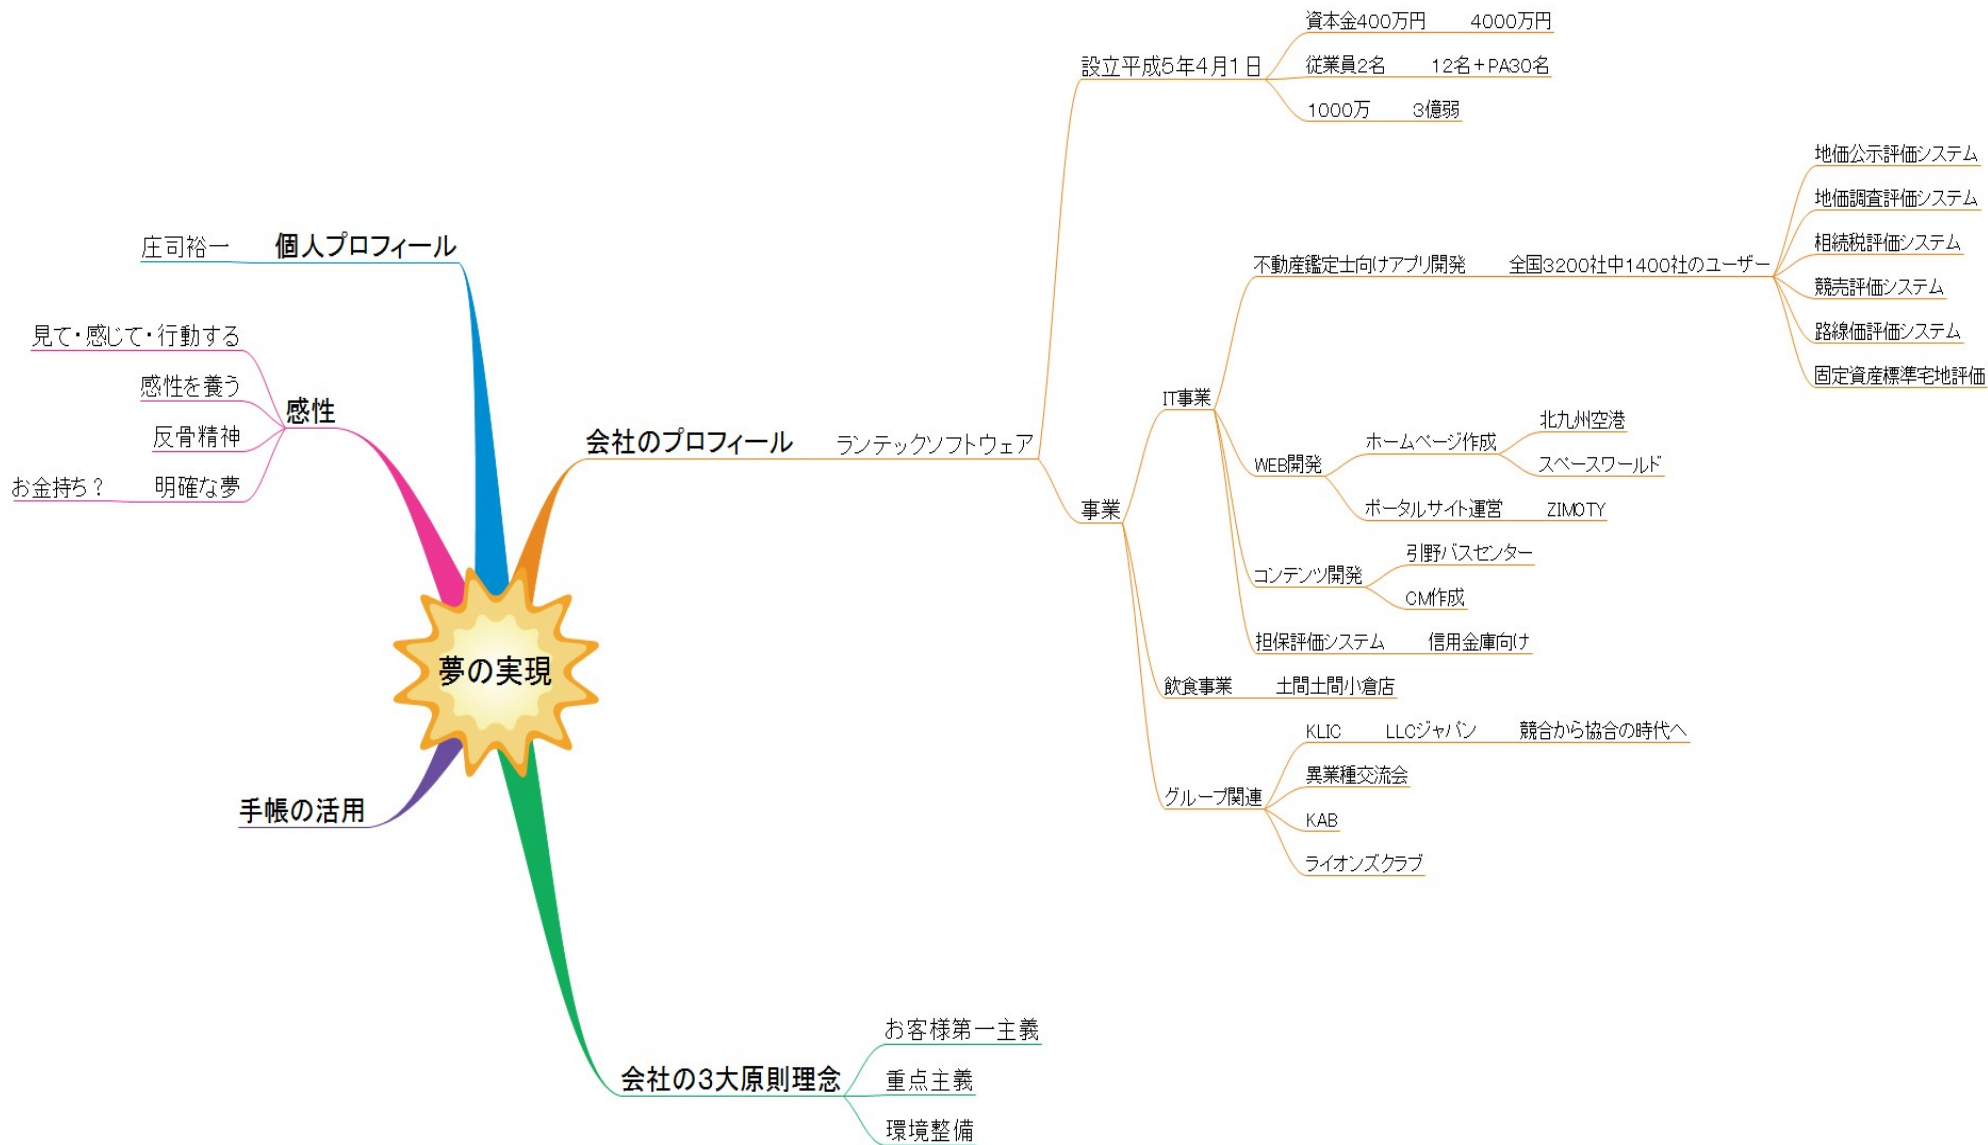 夢の実現
会社のプロフィール
ランテックソフトウェア
設立平成5年4月1日
資本金400万円 4000万円
従業員2名 12名+PA30名
1000万 3億弱
事業
IT事業
不動産鑑定士向けアプリ開発 全国3200社中1400社のユーザー
地価公示評価システム
地価調査評価システム
相続税評価システム
競売評価システム
路線価評価システム
固定資産標準宅地評価
WEB開発
ホームページ作成
北九州空港
スペースワールド
ポータルサイト運営 ZIMOTY
コンテンツ開発
引野バスセンター
CM作成
担保評価システム 信用金庫向け
飲食事業 土間土間小倉店
グループ関連
KLIC LLCジャパン 競合から協合の時代へ
異業種交流会
KAB
ライオンズクラブ
会社の3大原則理念
お客様第一主義
重点主義
環境整備
手帳の活用
感性
見て・感じて・行動する
感性を養う
反骨精神
お金持ち? 明確な夢
庄司裕一 個人プロフィール